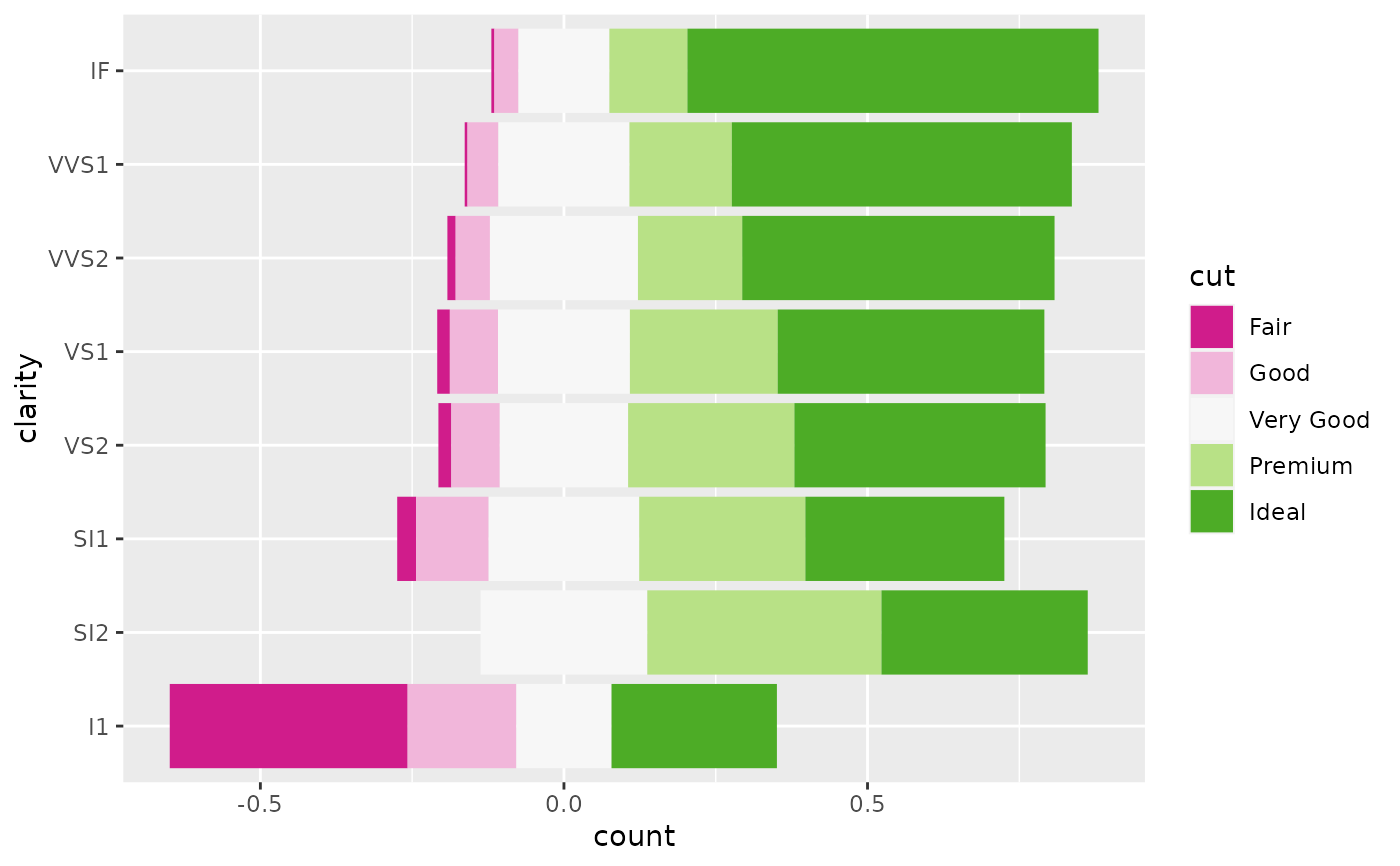 IF
VVS1
VVS2
VS1
VS2
SI1
SI2
I1
clarity
-0.5 0.0 0.5
count
cut
Fair
Good
Very Good
Premium
Ideal